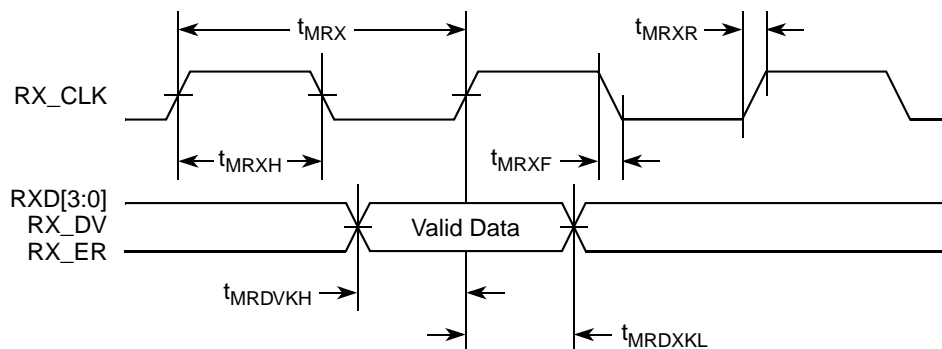 tMRX
tMRXR
RX_CLK
tMRXH
tMRXF
RXD[3:0]
RX_DV
RX_ER
Valid Data
tMRDVKH
tMRDXKL